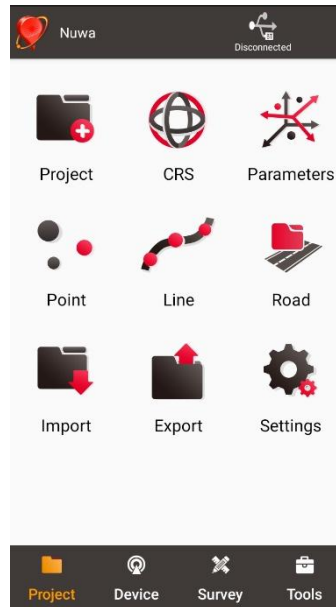 Nuwa
Disconnected
Project CRS Parameters
Point Line Road
Import Export Settings
Project Device Survey Tools